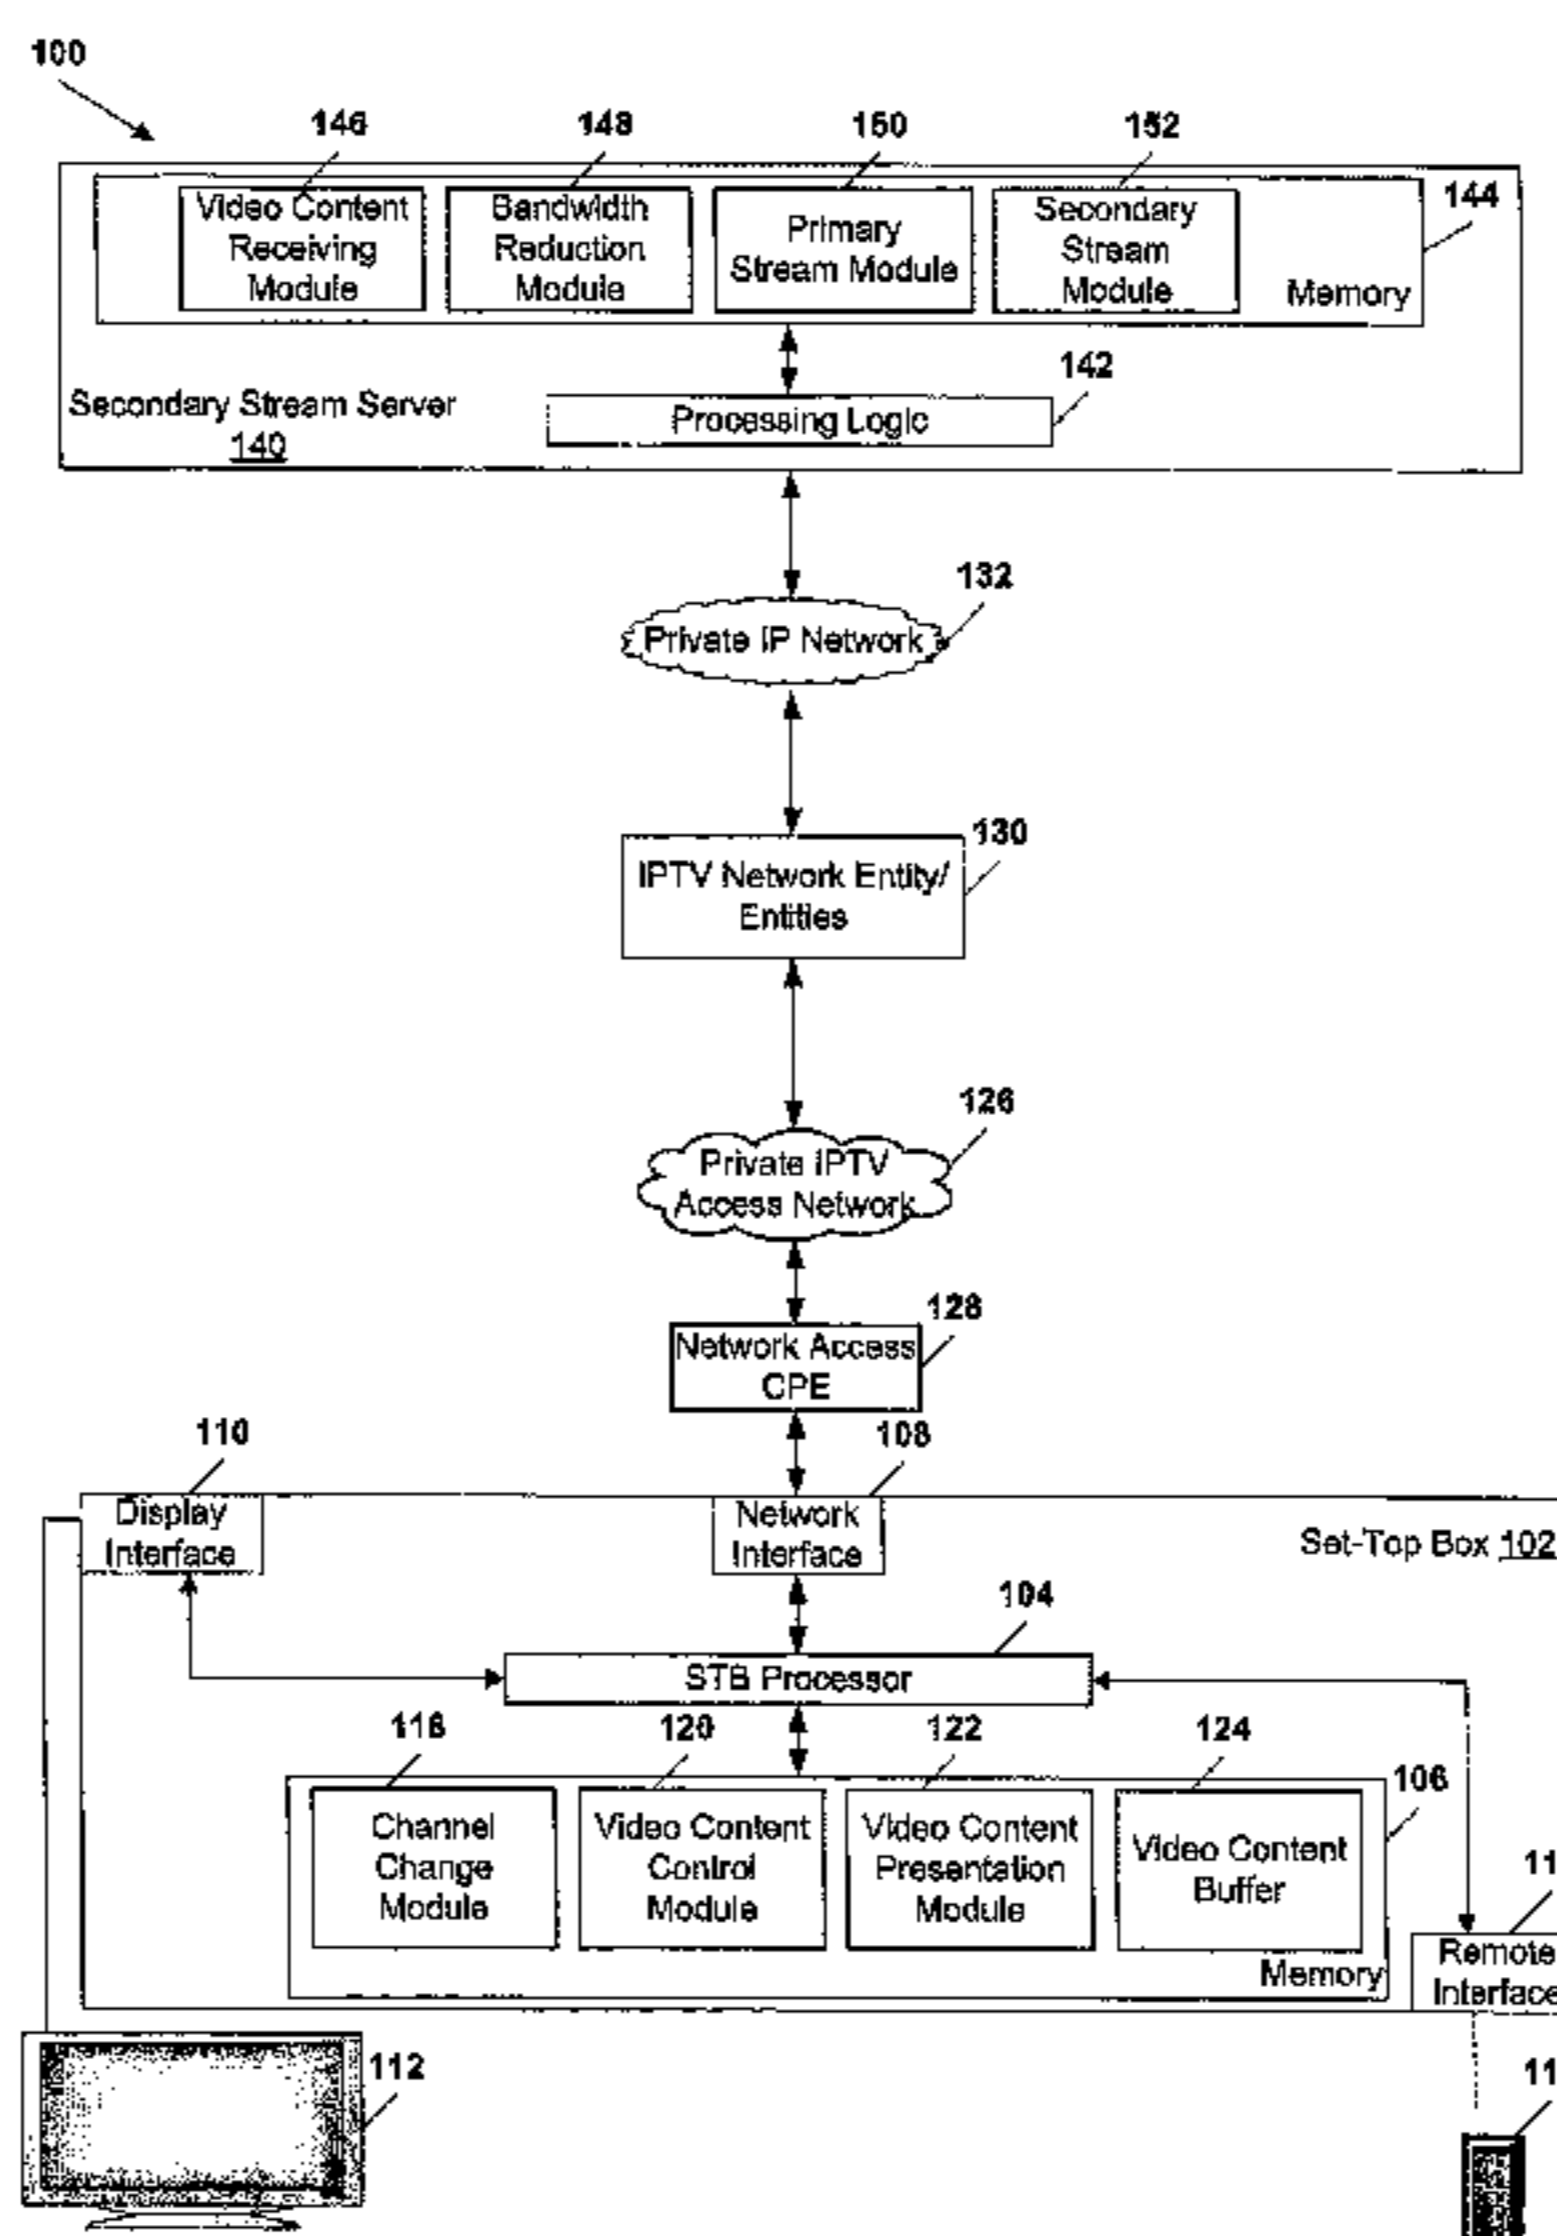 100
146
148
150
152
Video Content
Receiving
Module
Bandwidth
Reduction
Module
Primary
Stream Module
Secondary
Stream
Module
144
Memory
142
Secondary Stream Server
140
Processing Logic
132
Private IP Network
130
IPTV Network Entity/
Entities
126
Private IPTV
Access Network
128
Network Access
CPE
110
108
Display
Interface
Network
Interface
Set-Top Box 102
104
STB Processor
118
120
122
124
106
Channel
Change
Module
Video Content
Control
Module
Video Content
Presentation
Module
Video Content
Buffer
Memory
11
Remote
Interface
112
11